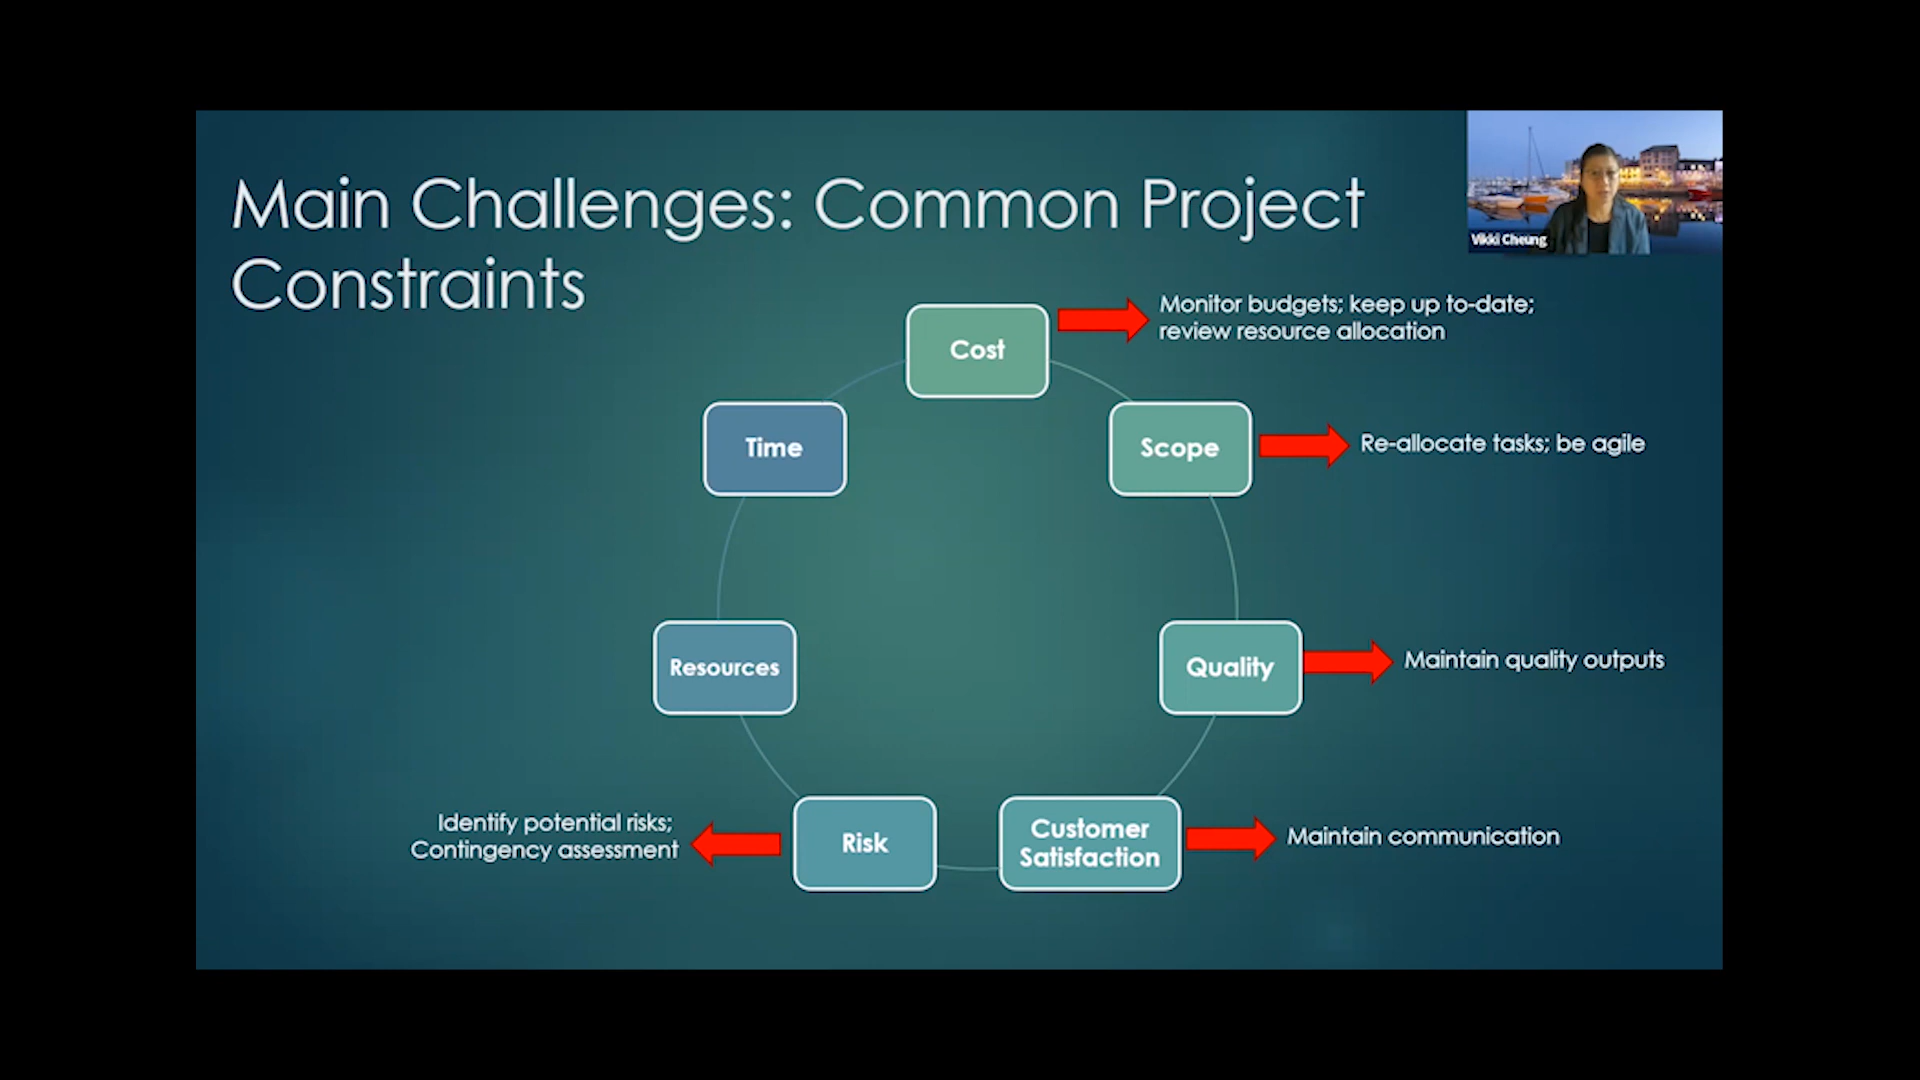 Main Challenges: Common Project
Constraints
Vikki Cheung
Cost
Monitor budgets; keep up to-date;
review resource allocation
Time
Scope
Re-allocate tasks; be agile
Resources
Quality
Maintain quality outputs
Identify potential risks;
Contingency assessment
Risk
Customer
Satisfaction
Maintain communication